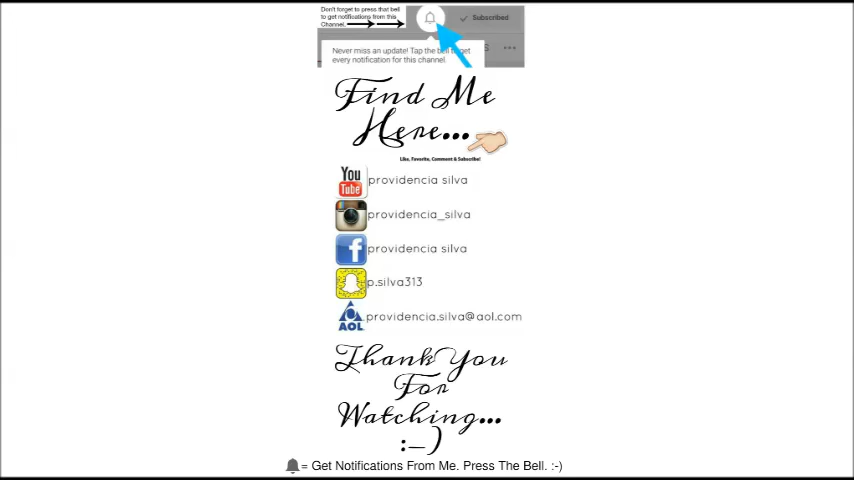 Don't forget to press that bell
to get notifications from this
Channel.
Subscribed
Never miss an update! Tap the bell to get
every notification for this channel.
Find Me
Here...
Like, Favorite, Comment & Subscribe!
You
Tube
providencia silva
providencia_silva
f providencia silva
p.silva313
AOL
providencia.silva@aol.com
Thank You
For
Watching...
:-)
= Get Notifications From Me. Press The Bell. :-)